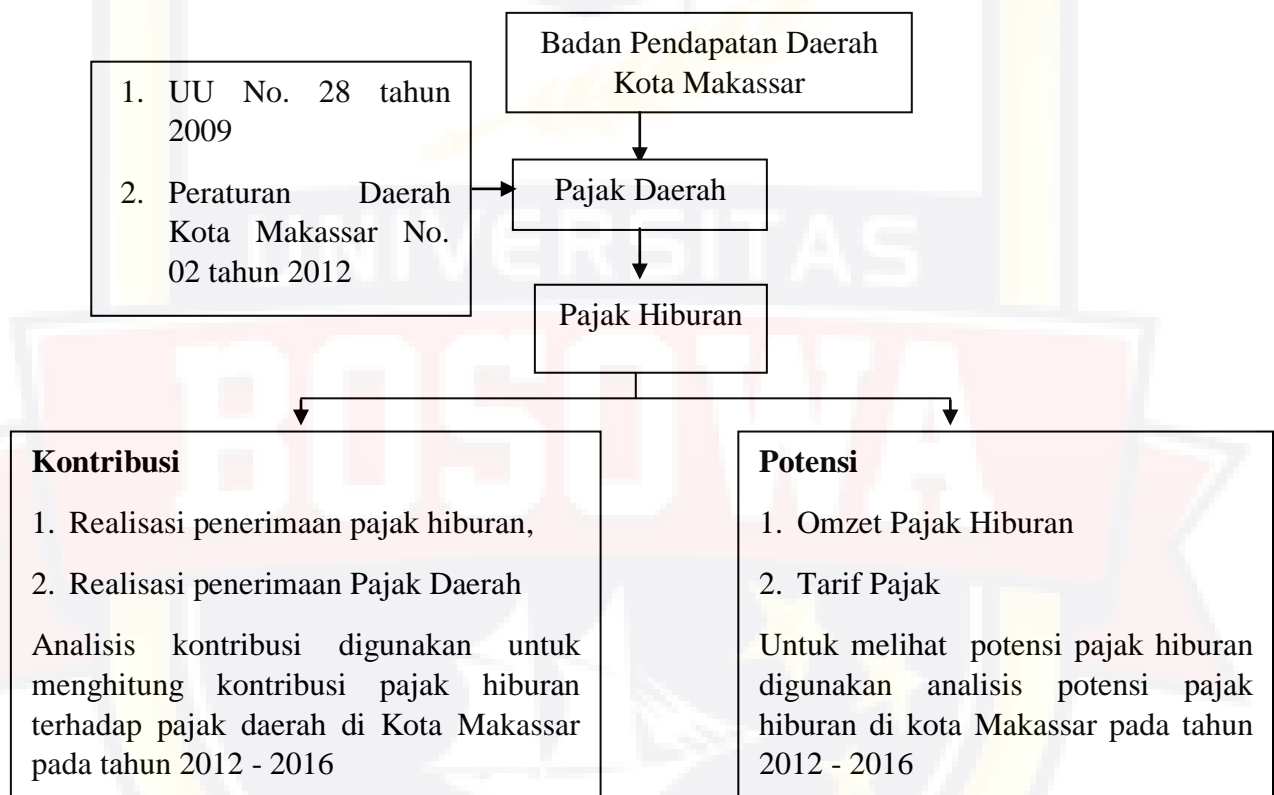 Badan Pendapatan Daerah
Kota Makassar
1. UU No. 28 tahun
2009
2. Peraturan Daerah
Kota Makassar No.
02 tahun 2012
Pajak Daerah
Pajak Hiburan
Kontribusi
1. Realisasi penerimaan pajak hiburan,
2. Realisasi penerimaan Pajak Daerah
Analisis kontribusi digunakan untuk
menghitung kontribusi pajak hiburan
terhadap pajak daerah di Kota Makassar
pada tahun 2012 - 2016
Potensi
1. Omzet Pajak Hiburan
2. Tarif Pajak
Untuk melihat potensi pajak hiburan
digunakan analisis potensi pajak
hiburan di kota Makassar pada tahun
2012 - 2016
UNIVERSITAS
BOSOWA